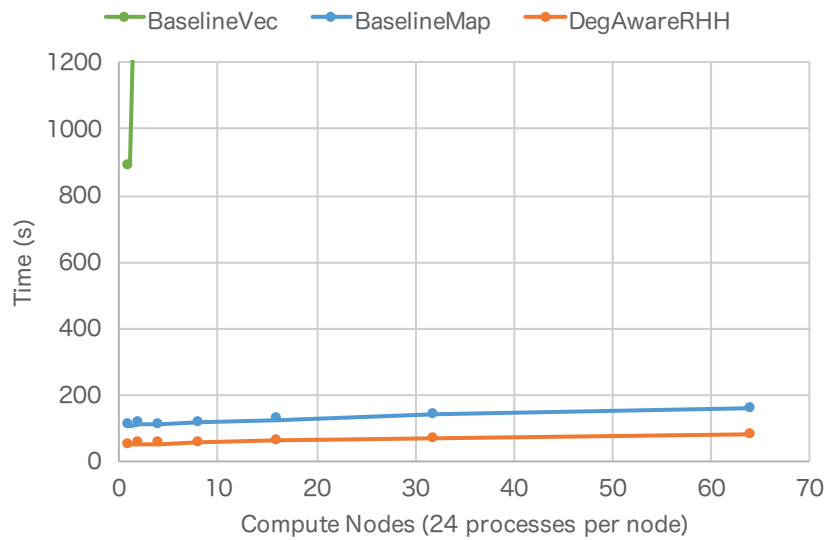 BaselineVec BaselineMap DegAwareRHH
1200
1000
800
600
400
200
0
Time (s)
0 10 20 30 40 50 60 70
Compute Nodes (24 processes per node)